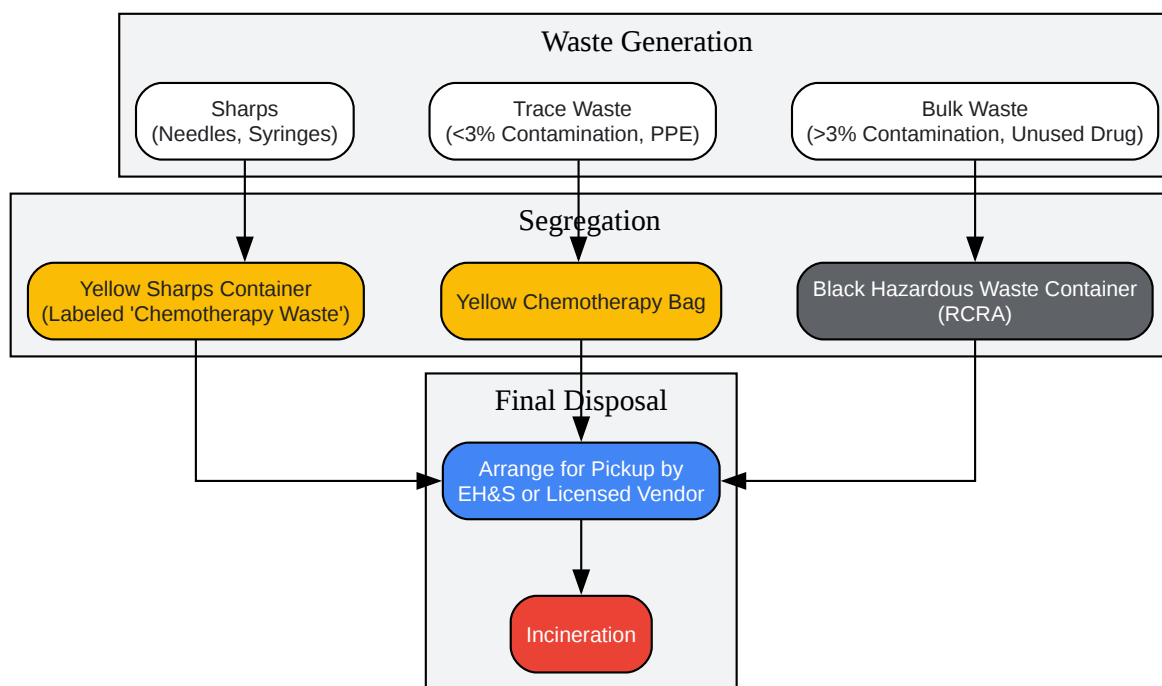 Waste Generation
Sharps
(Needles, Syringes)
Trace Waste
(<3% Contamination, PPE)
Bulk Waste
(>3% Contamination, Unused Drug)
Segregation
Yellow Sharps Container
(Labeled 'Chemotherapy Waste')
Yellow Chemotherapy Bag
Black Hazardous Waste Container
(RCRA)
Final Disposal
Arrange for Pickup by
EH&S or Licensed Vendor
Incineration